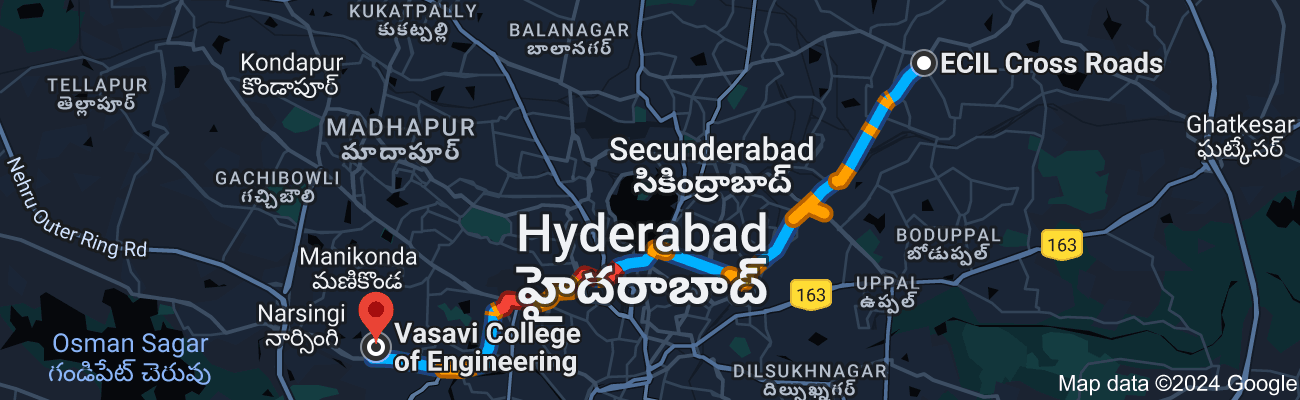 KUKATPALLY
కుకట్పల్లి
BALANAGAR
బాలానగర్
Kondapur
కొండాపూర్
ECIL Cross Roads
TELLAPUR
తెల్లాపూర్
MADHAPUR
మాదాపూర్
Ghatkesar
ఘట్కేసర్
Secunderabad
సికింద్రాబాద్
GACHIBOWLI
గచ్చిబౌలి
Nehru Outer Ring Rd
Hyderabad
హైదరాబాద్
BODUPPAL
బోడుప్పల్
163
Manikonda
మణికొండ
163
UPPAL
ఉప్పల్
Narsingi
నార్సింగి
Osman Sagar
గండిపేట్ చెరువు
Vasavi College
of Engineering
DILSUKHNAGAR
దిల్సుఖ్నగర్
Map data ©2024 Google